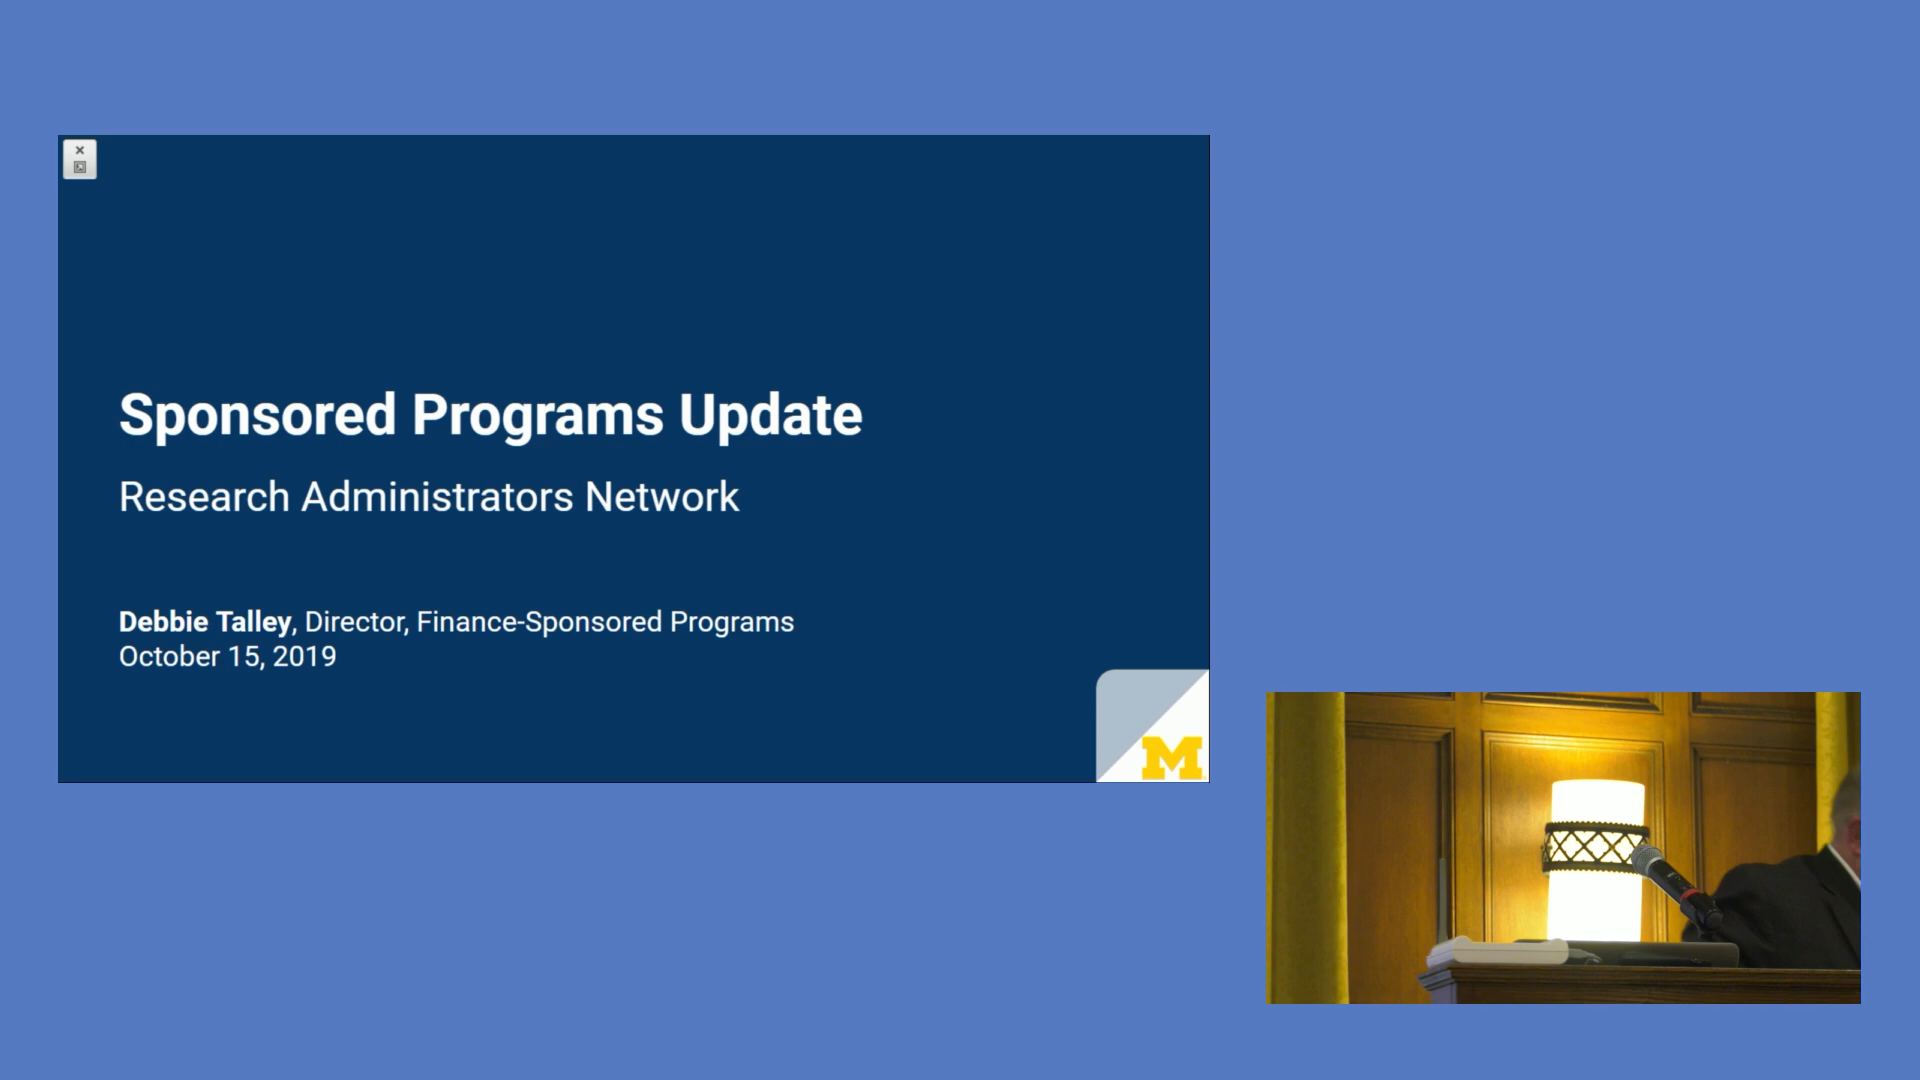 Sponsored Programs Update
Research Administrators Network
Debbie Talley, Director, Finance-Sponsored Programs
October 15, 2019
M